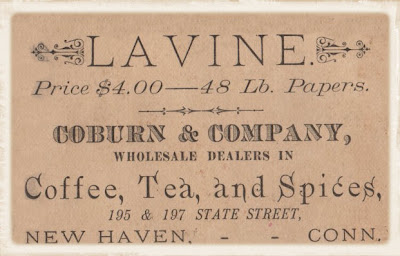 LAVINE.
Price $4.00—48 Lb. Papers.
COBURN & COMPANY,
WHOLESALE DEALERS IN
Coffee, Tea, and Spices,
195 & 197 STATE STREET,
NEW HAVEN, - - CONN.